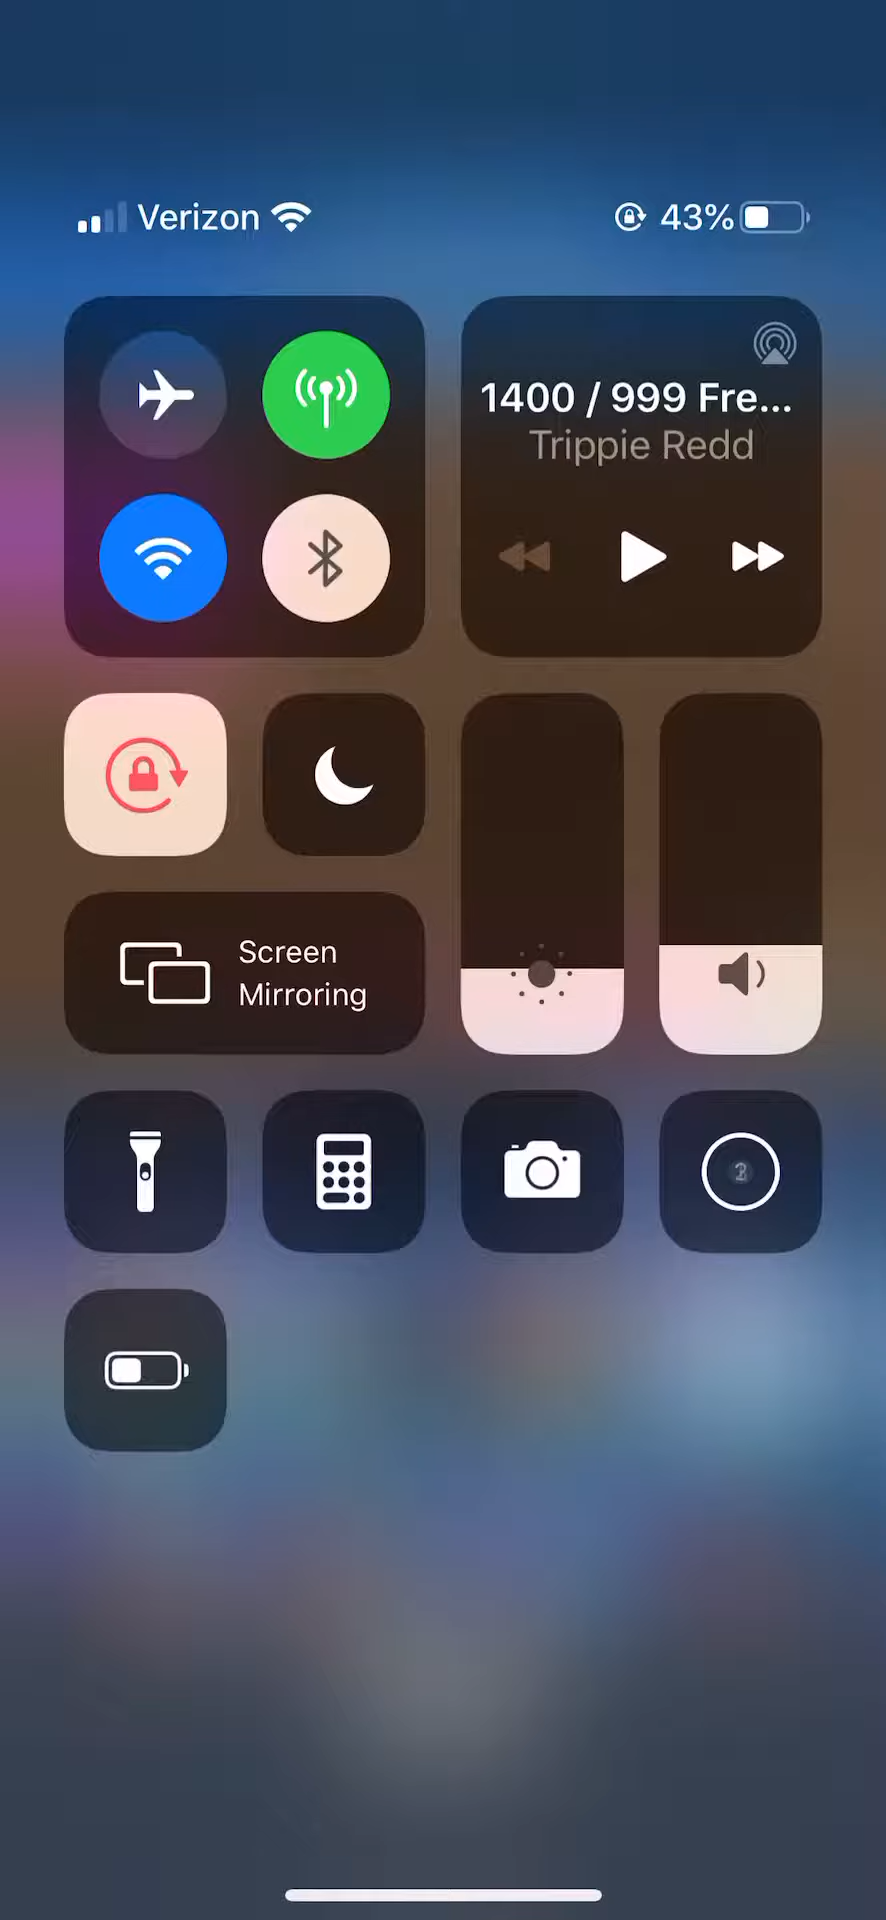 Verizon
43%
1400 / 999 Fre...
Trippie Redd
Screen
Mirroring